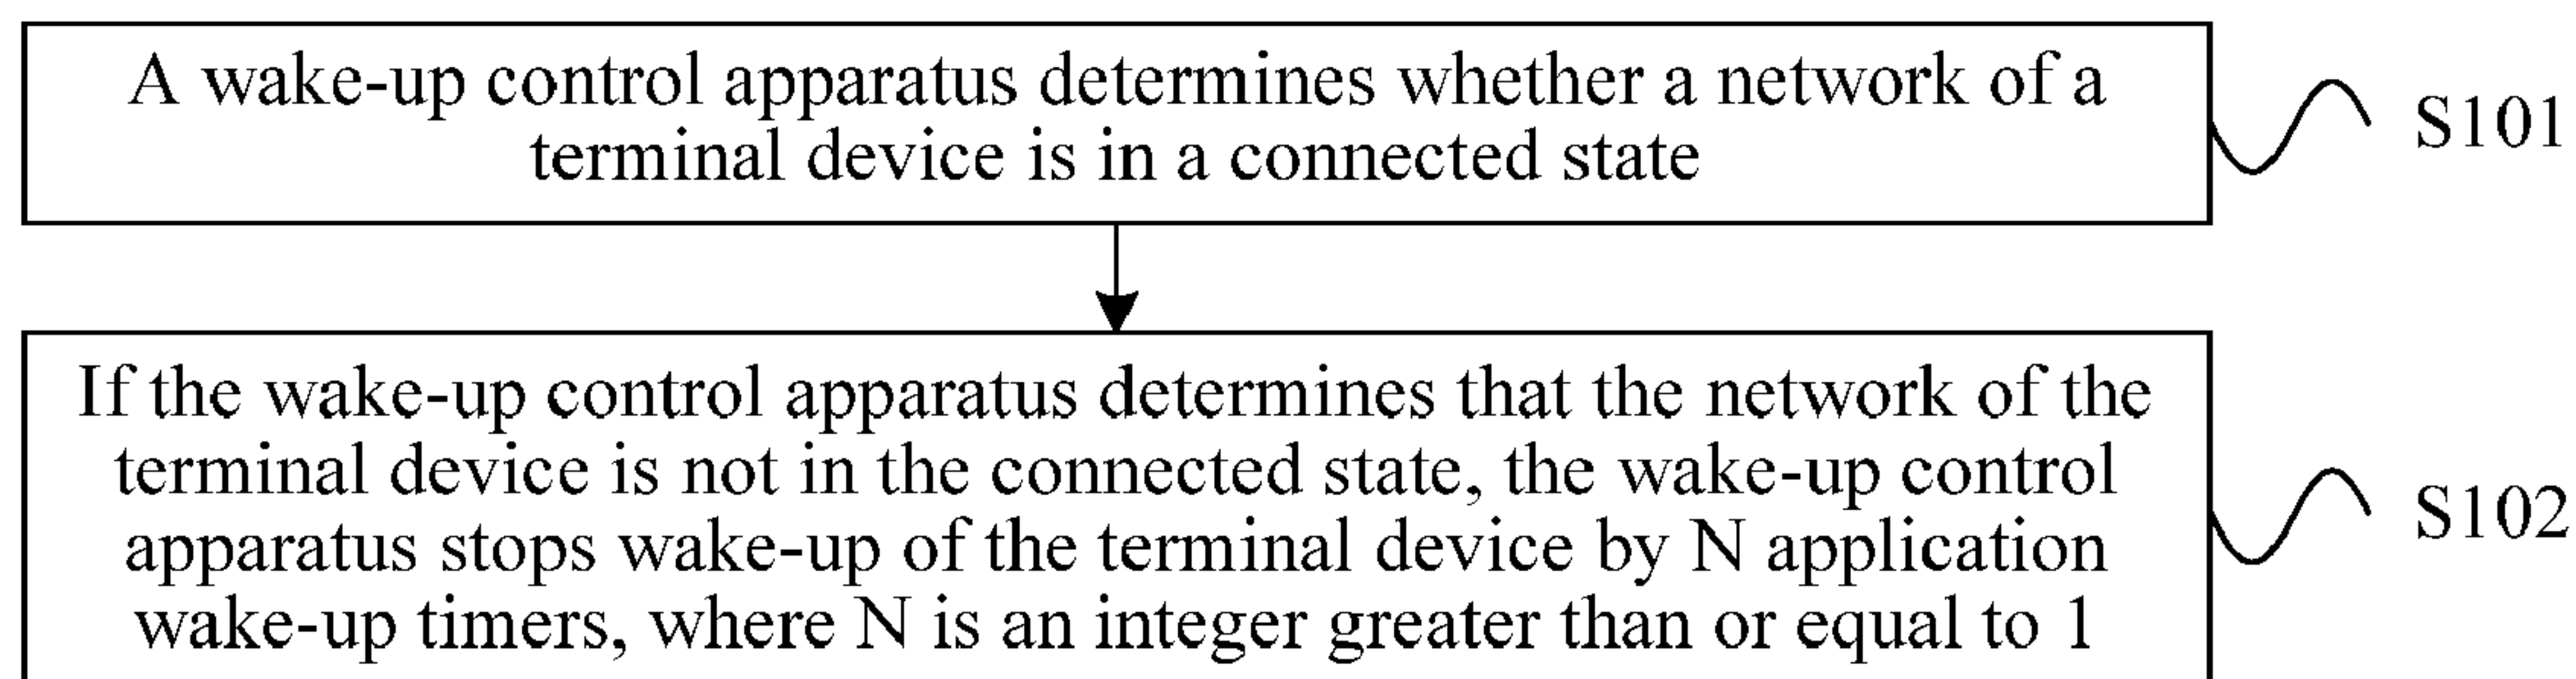 A wake-up control apparatus determines whether a network of a
terminal device is in a connected state
S101
If the wake-up control apparatus determines that the network of the
terminal device is not in the connected state, the wake-up control
apparatus stops wake-up of the terminal device by N application
wake-up timers, where N is an integer greater than or equal to 1
S102